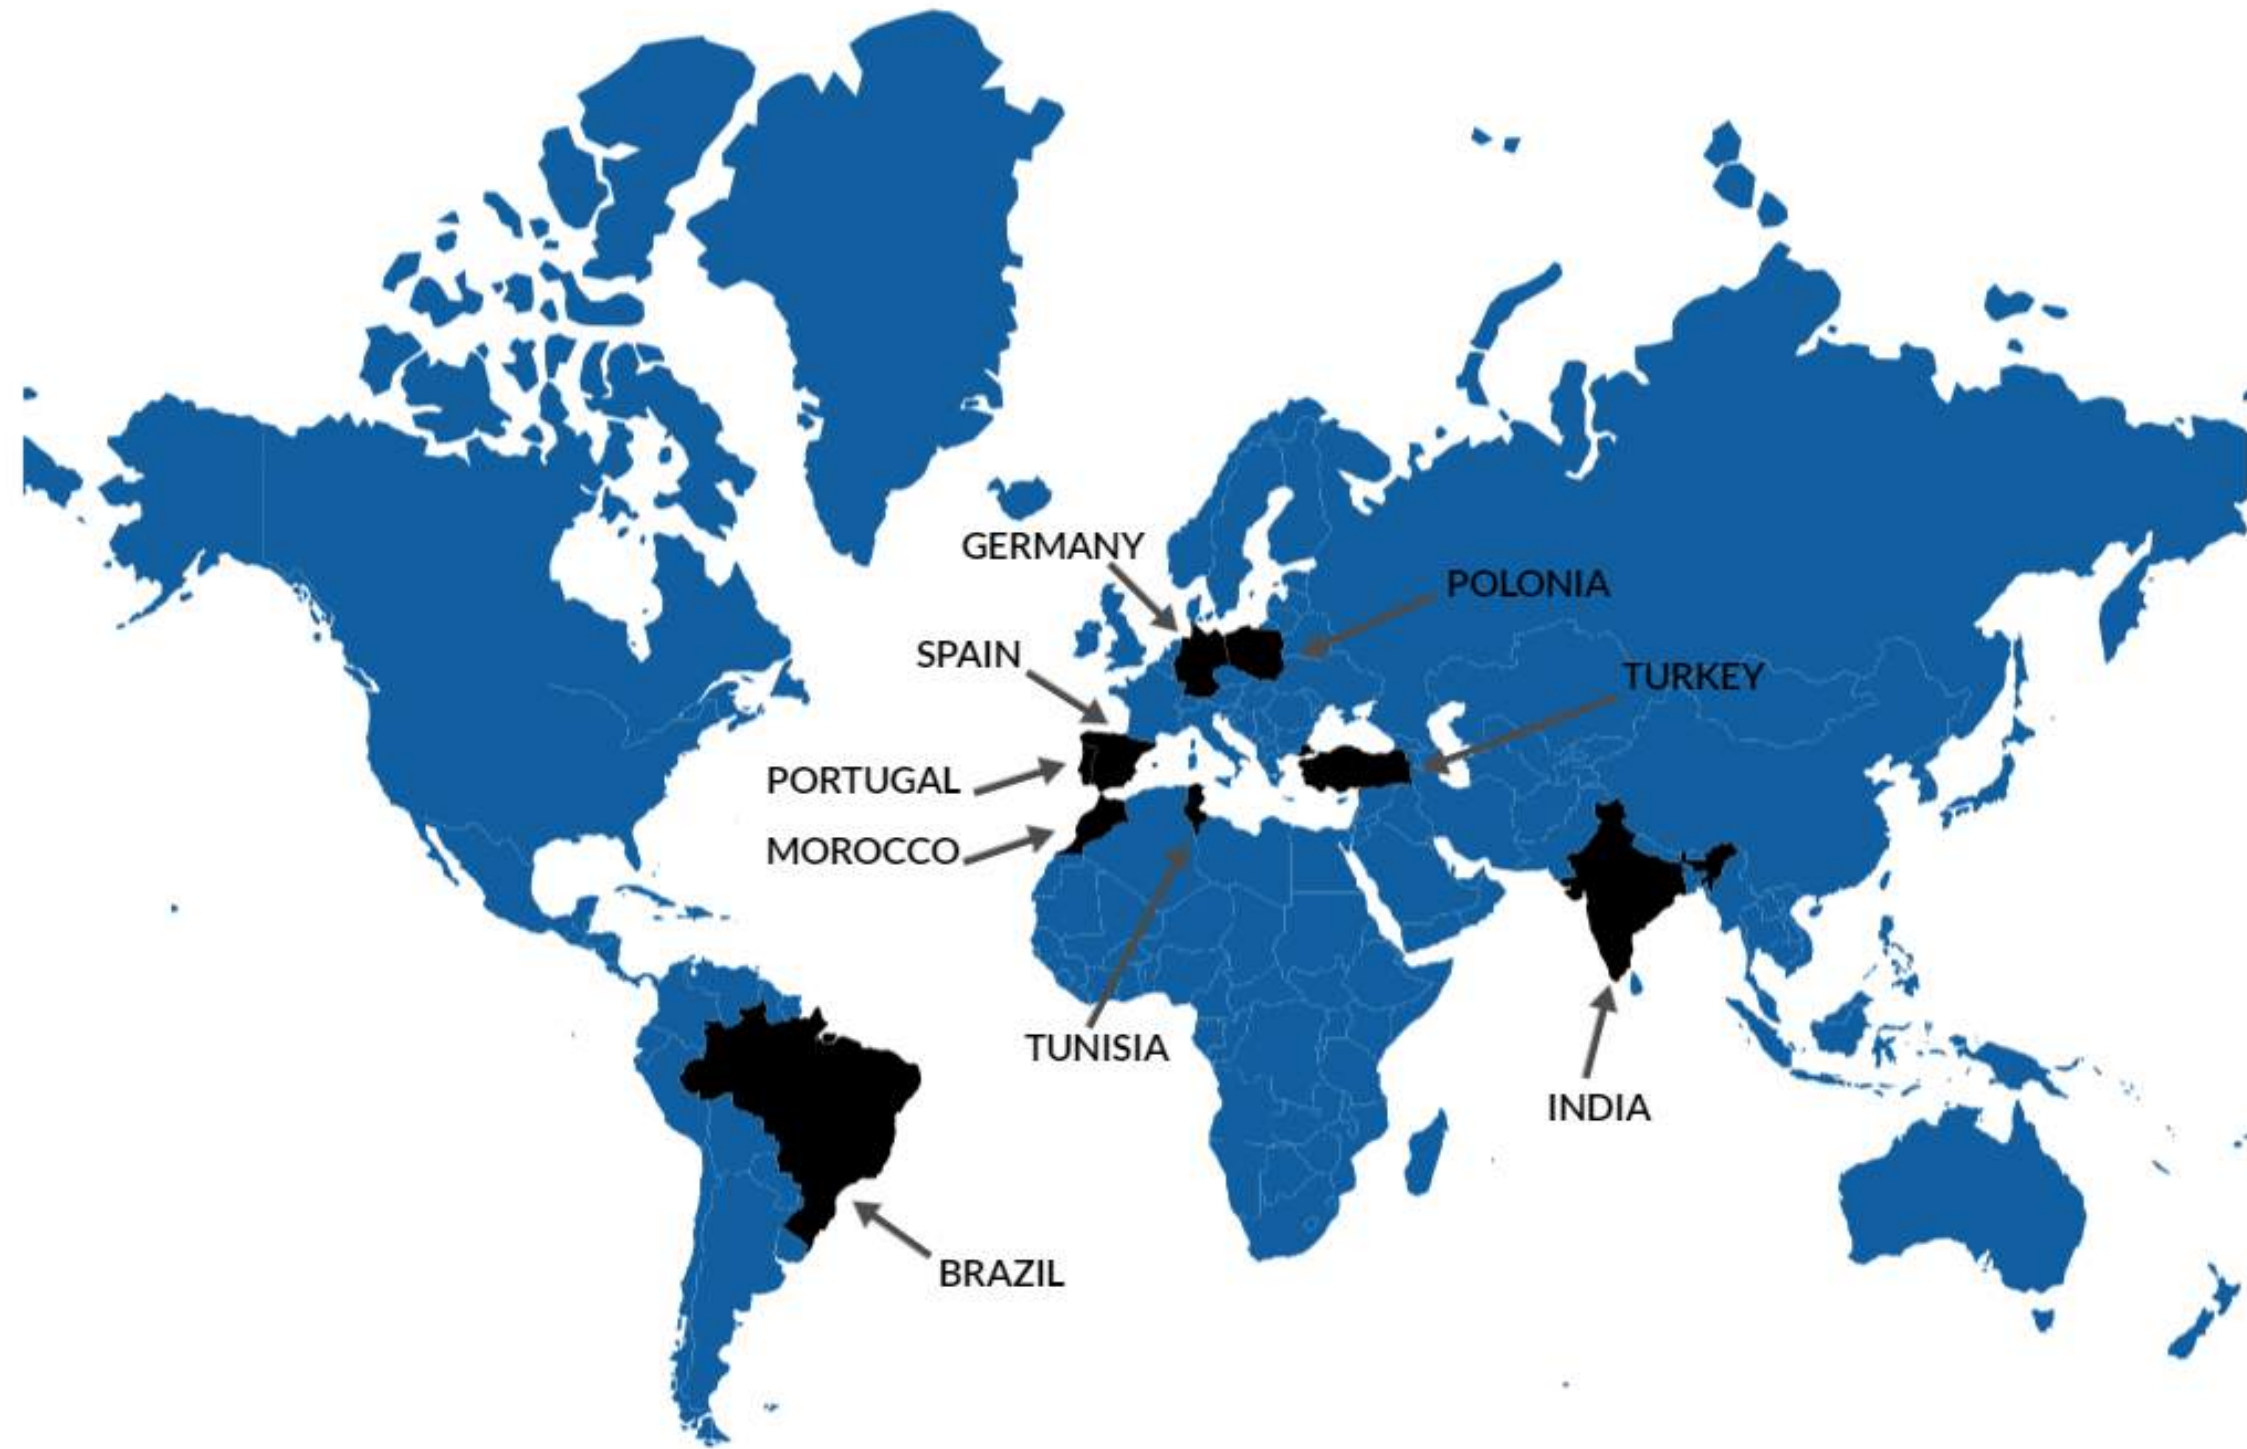 GERMANY
POLONIA
SPAIN
TURKEY
PORTUGAL
MOROCCO
TUNISIA
INDIA
BRAZIL